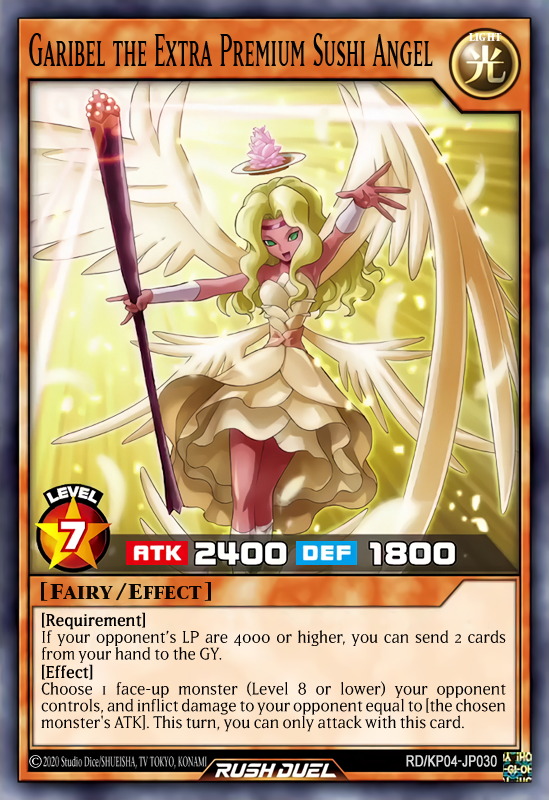 Garibel the Extra Premium Sushi Angel
LIGHT
光
LEVEL
7
ATK 2400 DEF 1800
[Fairy/Effect]
[Requirement]
If your opponent's LP are 4000 or higher, you can send 2 cards
from your hand to the GY.
[Effect]
Choose 1 face-up monster (Level 8 or lower) your opponent
controls, and inflict damage to your opponent equal to [the chosen
monster's ATK]. This turn, you can only attack with this card.
©2020 Studio Dice/SHUEISHA, TV TOKYO, KONAMI
RUSH DUEL
RD/KP04-JP030